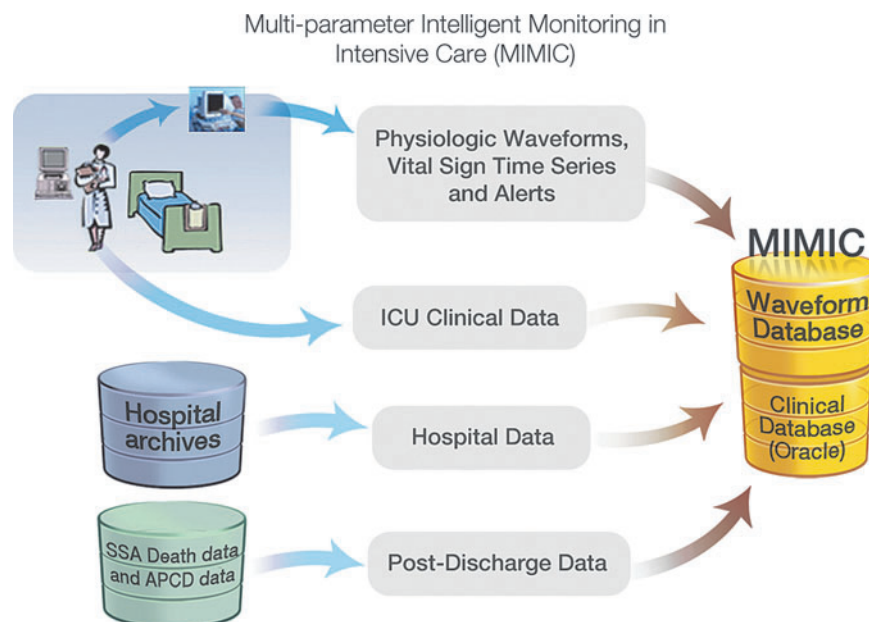 Multi-parameter Intelligent Monitoring in
Intensive Care (MIMIC)
Physiologic Waveforms,
Vital Sign Time Series
and Alerts
MIMIC
Waveform
Database
ICU Clinical Data
Hospital
archives
Hospital Data
Clinical
Database
(Oracle)
SSA Death data
and APCD data
Post-Discharge Data